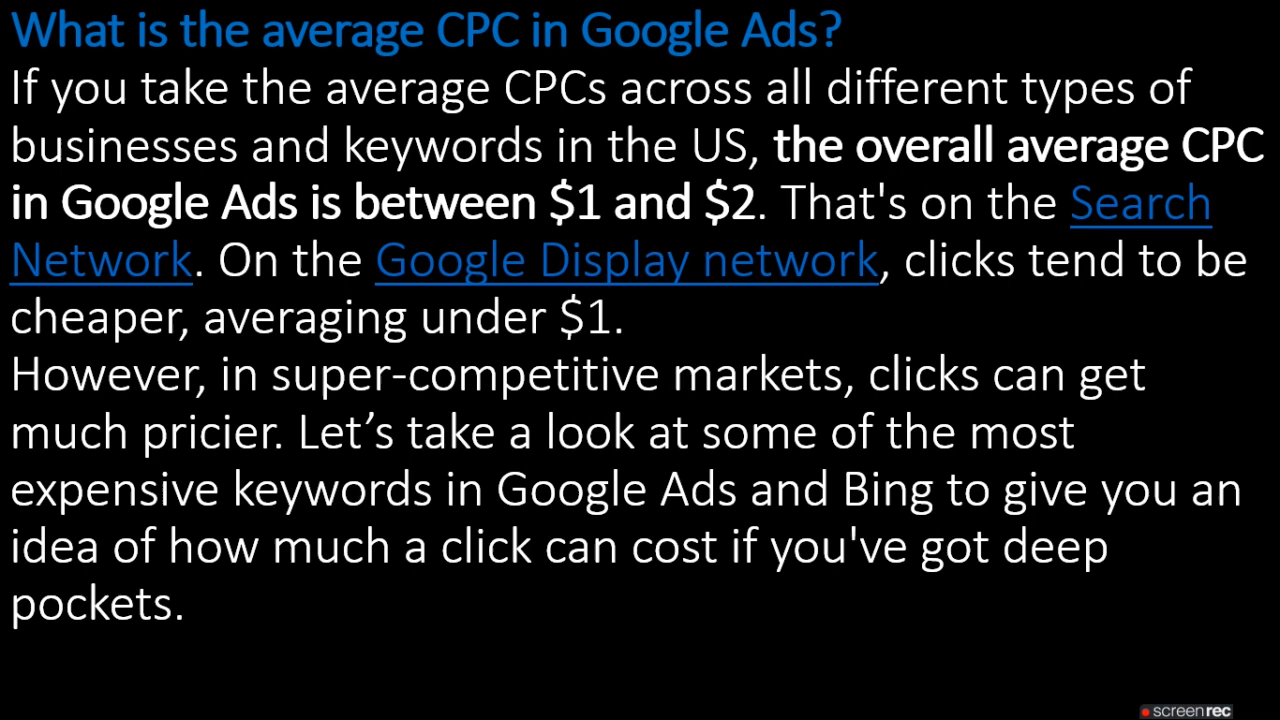 What is the average CPC in Google Ads?
If you take the average CPCs across all different types of
businesses and keywords in the US, the overall average CPC
in Google Ads is between $1 and $2. That's on the Search
Network. On the Google Display network, clicks tend to be
cheaper, averaging under $1.
However, in super-competitive markets, clicks can get
much pricier. Let’s take a look at some of the most
expensive keywords in Google Ads and Bing to give you an
idea of how much a click can cost if you've got deep
pockets.
screenrec